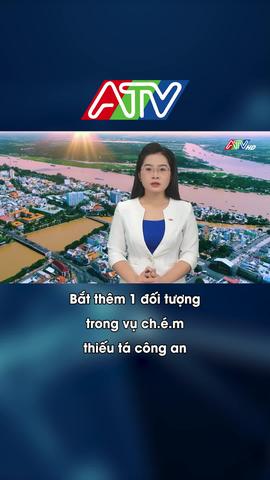 ATV
ATV HD
Bắt thêm 1 đối tượng
trong vụ ch.é.m
thiếu tá công an